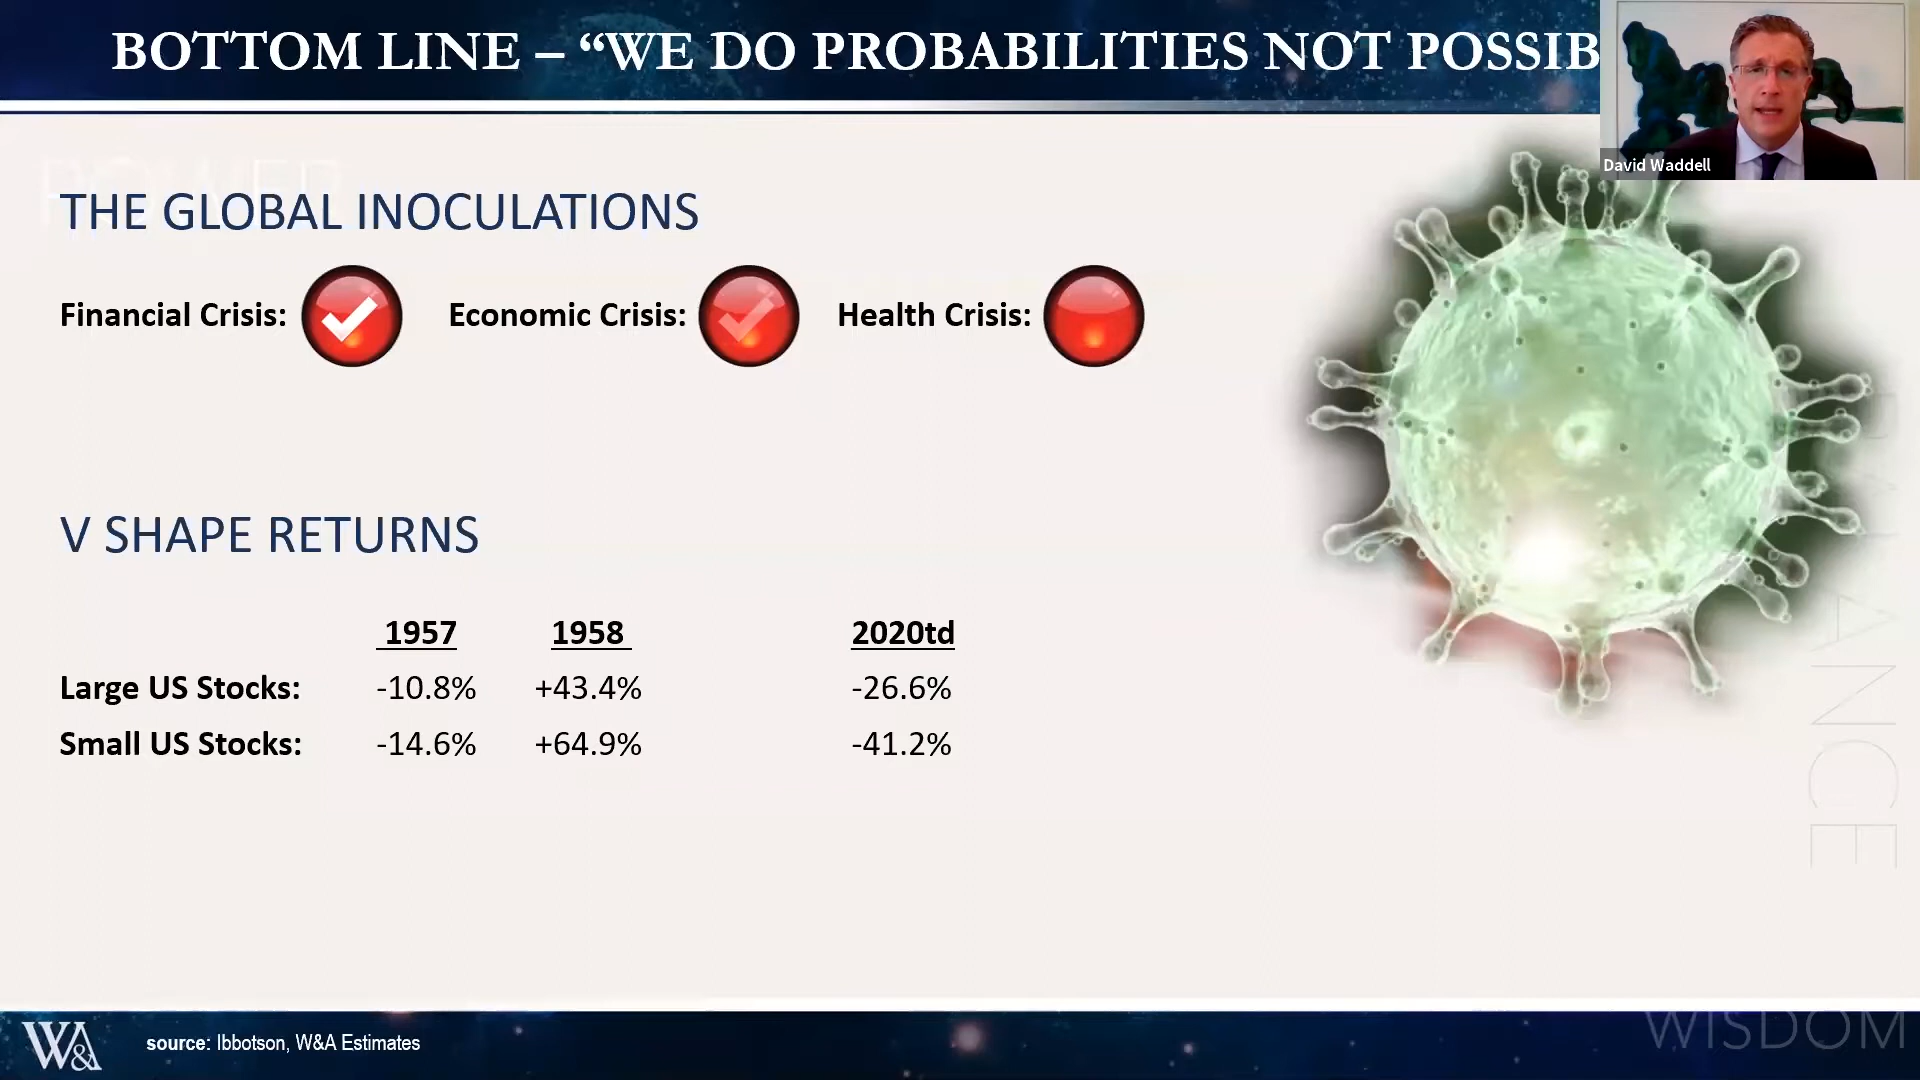 BOTTOM LINE – “WE DO PROBABILITIES NOT POSSIB
David Waddell
POWER
THE GLOBAL INOCULATIONS
Financial Crisis: Economic Crisis: Health Crisis:
V SHAPE RETURNS
1957 1958 2020td
Large US Stocks: -10.8% +43.4% -26.6%
Small US Stocks: -14.6% +64.9% -41.2%
W&A
source: Ibbotson, W&A Estimates
WISDOM